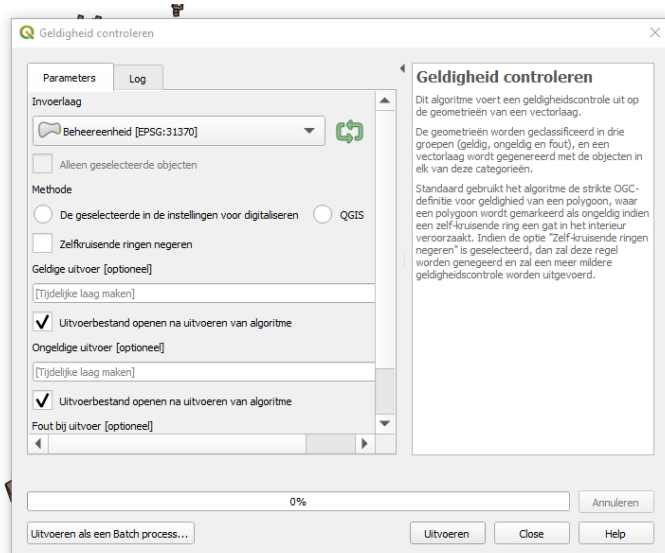 Geldigheid controleren
Parameters
Log
Invoerlaag
Beheereenheid [EPSG:31370]
Alleen geselecteerde objecten
Methode
De geselecteerde in de instellingen voor digitaliseren
QGIS
Zelfkruisende ringen negeren
Geldige uitvoer [optioneel]
[Tijdelijke laag maken]
Uitvoerbestand openen na uitvoeren van algoritme
Ongeldige uitvoer [optioneel]
[Tijdelijke laag maken]
Uitvoerbestand openen na uitvoeren van algoritme
Fout bij uitvoer [optioneel]
Geldigheid controleren
Dit algoritme voert een geldigheidscontrole uit op
de geometrieën van een vectorlaag.
De geometrieën worden geclassificeerd in drie
groepen (geldig, ongeldig en fout), en een
vectorlaag wordt gegenereerd met de objecten in
elk van deze categorieën.
Standaard gebruikt het algoritme de strikte OGC-
definitie voor geldighied van een polygoon, waar
een polygoon wordt gemarkeerd als ongeldig indien
een zelf-kruisende ring een gat in het interieur
veroorzaakt. Indien de optie "Zelf-kruisende ringen
negeren" is geselecteerd, dan zal deze regel
worden genegeerd en zal een meer mildere
geldigheidscontrole worden uitgevoerd.
0%
Annuleren
Uitvoeren als een Batch process...
Uitvoeren
Close
Help